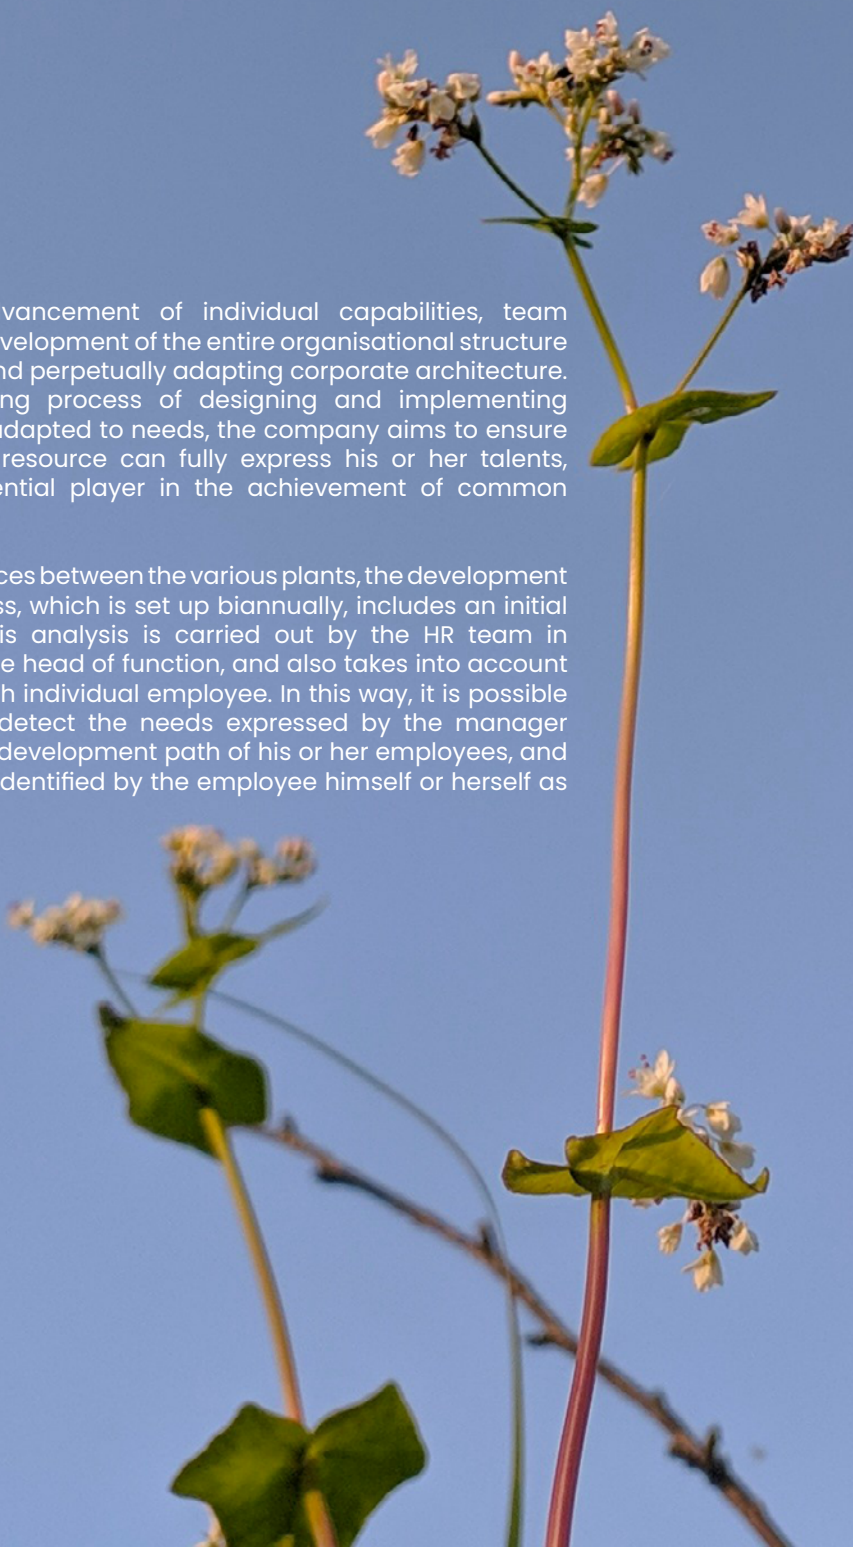 vancement of individual capabilities, team
velopment of the entire organisational structure
nd perpetually adapting corporate architecture.
ng process of designing and implementing
adapted to needs, the company aims to ensure
resource can fully express his or her talents,
ential player in the achievement of common
ces between the various plants, the development
ss, which is set up biannually, includes an initial
is analysis is carried out by the HR team in
e head of function, and also takes into account
h individual employee. In this way, it is possible
detect the needs expressed by the manager
development path of his or her employees, and
dentified by the employee himself or herself as